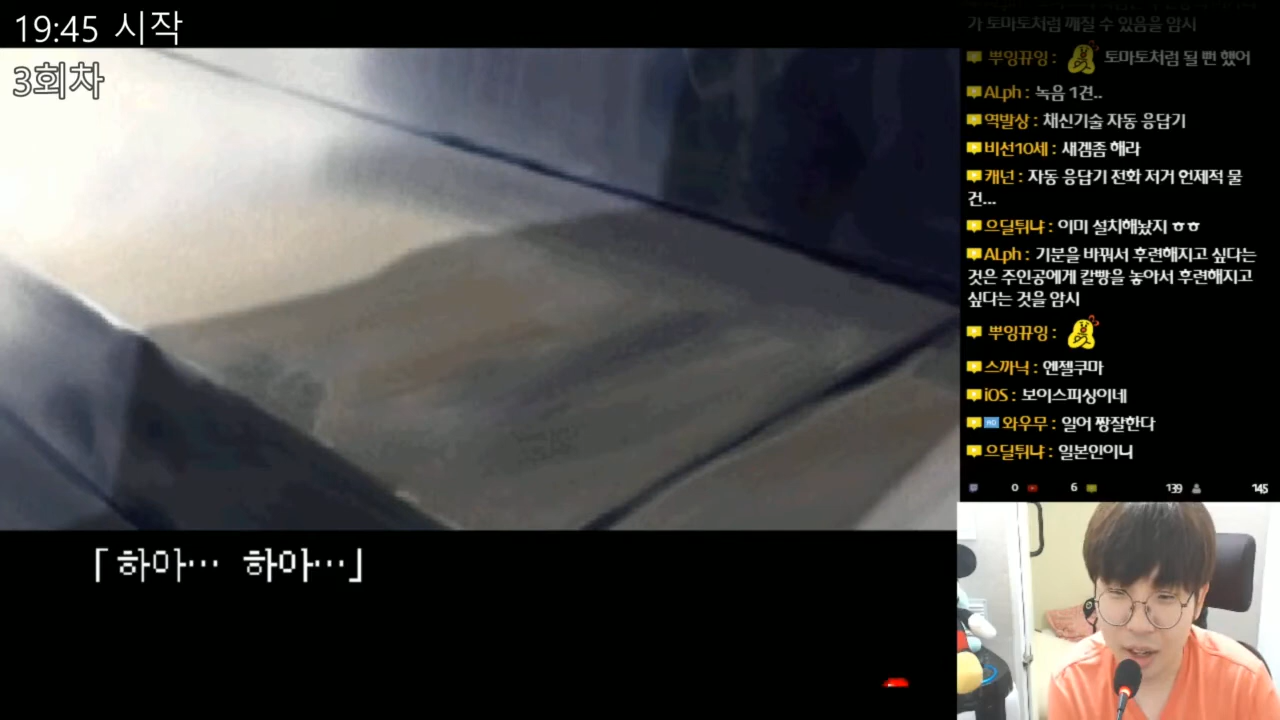 19:45 시작
3회차
「하아… 하아…」
가 토마토처럼 깨질 수 있음을 암시
뿌잉뀨잉 : 토마토처럼 될 뻔 했어
ALph : 녹음 1견..
역발상 : 채신기술 자동 응답기
비선10세 : 새겜좀 해라
캐넌 : 자동 응답기 전화 저거 언제적 물
건...
으딜튀냐 : 이미 설치해놨지 ㅎㅎ
ALph : 기분을 바꿔서 후련해지고 싶다는
것은 주인공에게 칼빵을 놓아서 후련해지고
싶다는 것을 암시
뿌잉뀨잉 :
스까닉 : 엔젤쿠마
iOS : 보이스피싱이네
와우무 : 일어 짱잘한다
으딜튀냐 : 일본인이니
0 6 139 145